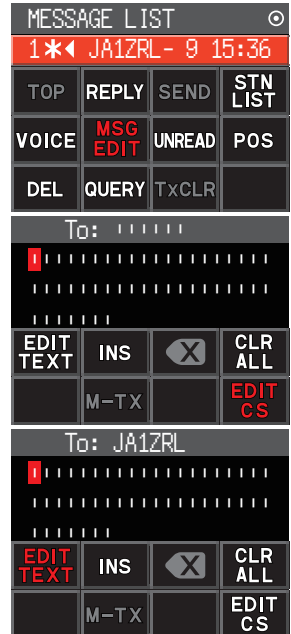 MESSAGE LIST
1 JA1ZRL- 9 15:36
TOP REPLY SEND STN LIST
VOICE MSG EDIT UNREAD POS
DEL QUERY TxCLR
To:
EDIT TEXT INS X CLR ALL
M-TX EDIT CS
To: JA1ZRL
EDIT TEXT INS X CLR ALL
M-TX EDIT CS